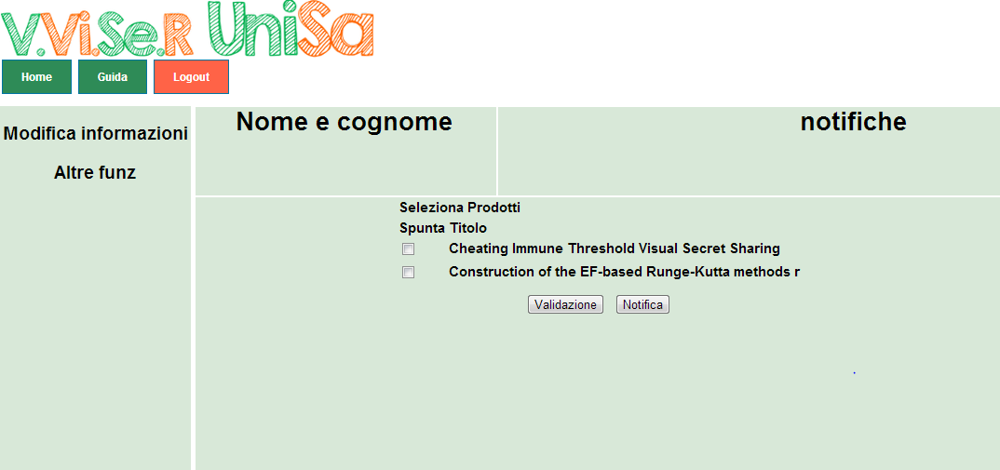 V.Vi.Se.R UniSa
Home Guida Logout
Modifica informazioni
Altre funz
Nome e cognome
notifiche
Seleziona Prodotti
Spunta Titolo
Cheating Immune Threshold Visual Secret Sharing
Construction of the EF-based Runge-Kutta methods r
Validazione Notifica